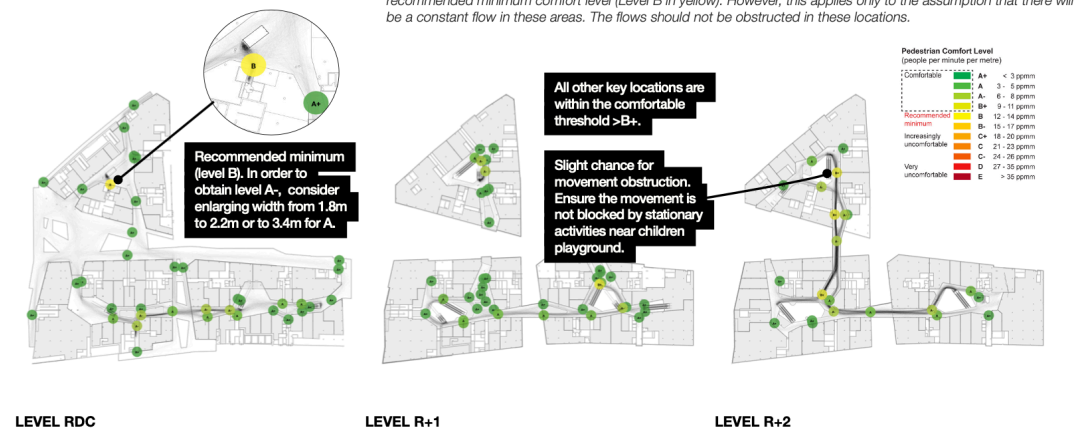 recommended minimum comfort level (Level B in yellow). However, this applies only to the assumption that there will
be a constant flow in these areas. The flows should not be obstructed in these locations.
B
A+
Recommended minimum
(level B). In order to
obtain level A-, consider
enlarging width from 1.8m
to 2.2m or to 3.4m for A.
All other key locations are
within the comfortable
threshold >B+.
Slight chance for
movement obstruction.
Ensure the movement is
not blocked by stationary
activities near children
playground.
Pedestrian Comfort Level
(people per minute per metre)
Comfortable
A+ < 3 ppmm
A 3 - 5 ppmm
A- 6 - 8 ppmm
B+ 9 - 11 ppmm
Recommended
minimum
B 12 - 14 ppmm
B- 15 - 17 ppmm
Increasingly
uncomfortable
C+ 18 - 20 ppmm
C 21 - 23 ppmm
C- 24 - 26 ppmm
Very
uncomfortable
D 27 - 35 ppmm
E > 35 ppmm
LEVEL RDC
LEVEL R+1
LEVEL R+2